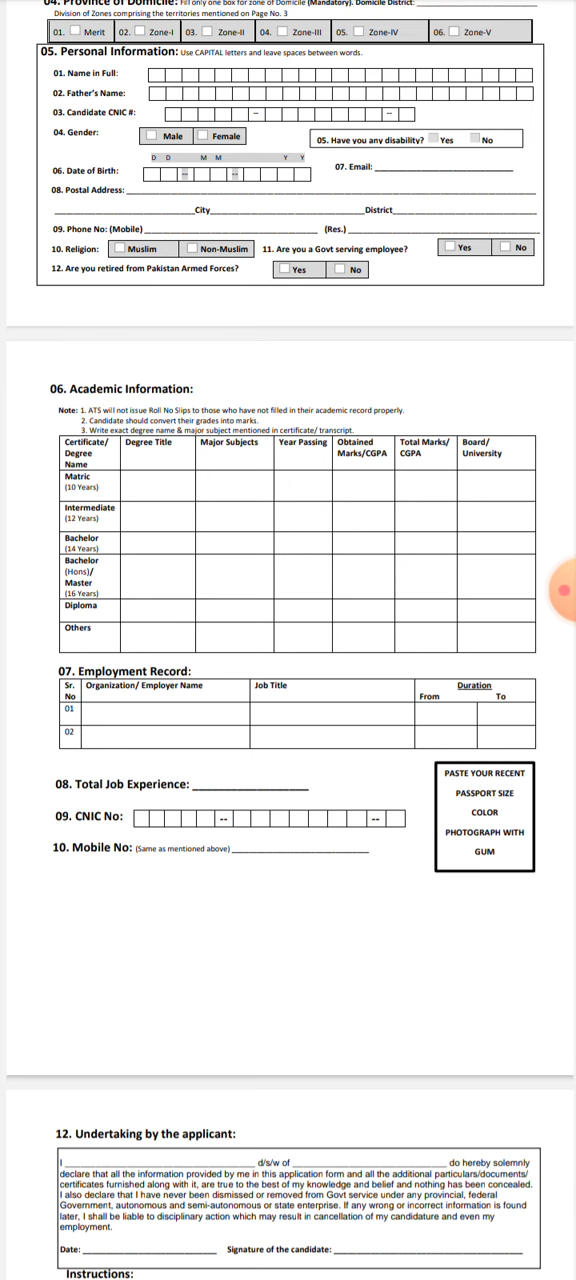 04. Province of Domicile: Fill only one box for zone of Domicile (Mandatory). Domicile District: ____________________
Division of Zones comprising the territories mentioned on Page No. 3
01. Merit 02. Zone-I 03. Zone-II 04. Zone-III 05. Zone-IV 06. Zone-V
05. Personal Information: Use CAPITAL letters and leave spaces between words.
01. Name in Full:
02. Father's Name:
03. Candidate CNIC #: -- --
04. Gender: Male Female 05. Have you any disability? Yes No
D D M M Y Y
06. Date of Birth: -- -- 07. Email: ____________________
08. Postal Address: ____________________
____________________City____________________District____________________
09. Phone No: (Mobile)____________________ (Res.)____________________
10. Religion: Muslim Non-Muslim 11. Are you a Govt serving employee? Yes No
12. Are you retired from Pakistan Armed Forces? Yes No
06. Academic Information:
Note: 1. ATS will not issue Roll No Slips to those who have not filled in their academic record properly.
2. Candidate should convert their grades into marks.
3. Write exact degree name & major subject mentioned in certificate/ transcript.
Certificate/ Degree Title Major Subjects Year Passing Obtained Total Marks/ Board/
Degree Marks/CGPA CGPA University
Name
Matric
(10 Years)
Intermediate
(12 Years)
Bachelor
(14 Years)
Bachelor
(Hons)/
Master
(16 Years)
Diploma
Others
07. Employment Record:
Sr. Organization/ Employer Name Job Title Duration
No From To
01
02
08. Total Job Experience: ____________________
09. CNIC No: -- --
10. Mobile No: (Same as mentioned above)____________________
PASTE YOUR RECENT
PASSPORT SIZE
COLOR
PHOTOGRAPH WITH
GUM
12. Undertaking by the applicant:
I ____________________ d/s/w of ____________________ do hereby solemnly
declare that all the information provided by me in this application form and all the additional particulars/documents/
certificates furnished along with it, are true to the best of my knowledge and belief and nothing has been concealed.
I also declare that I have never been dismissed or removed from Govt service under any provincial, federal
Government, autonomous and semi-autonomous or state enterprise. If any wrong or incorrect information is found
later, I shall be liable to disciplinary action which may result in cancellation of my candidature and even my
employment.
Date: ____________________ Signature of the candidate: ____________________
Instructions: